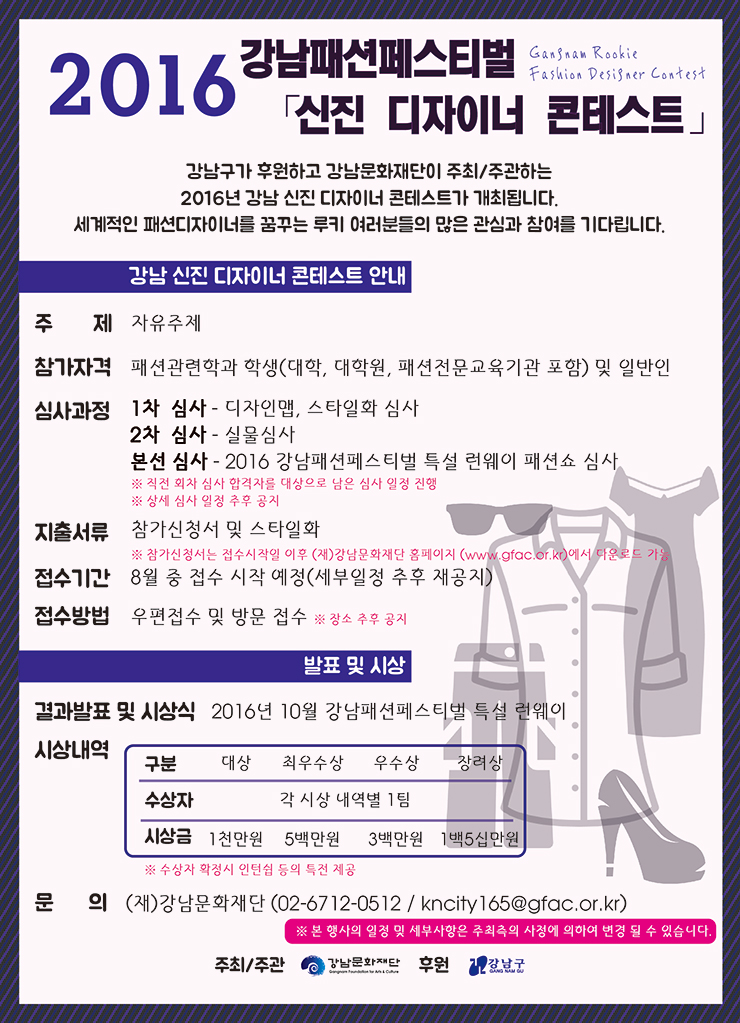 2016 강남패션페스티벌
Gangnam Rookie
Fashion Designer Contest
「신진 디자이너 콘테스트」
강남구가 후원하고 강남문화재단이 주최/주관하는
2016년 강남 신진 디자이너 콘테스트가 개최됩니다.
세계적인 패션디자이너를 꿈꾸는 루키 여러분들의 많은 관심과 참여를 기다립니다.
강남 신진 디자이너 콘테스트 안내
주 제 자유주제
참가자격 패션관련학과 학생(대학, 대학원, 패션전문교육기관 포함) 및 일반인
심사과정 1차 심사 - 디자인맵, 스타일화 심사
2차 심사 - 실물심사
본선 심사 - 2016 강남패션페스티벌 특설 런웨이 패션쇼 심사
※ 직전 회차 심사 합격자를 대상으로 남은 심사 일정 진행
※ 상세 심사 일정 추후 공지
지출서류 참가신청서 및 스타일화
※ 참가신청서는 접수시작일 이후 (재)강남문화재단 홈페이지 (www.gfac.or.kr)에서 다운로드 가능
접수기간 8월 중 접수 시작 예정(세부일정 추후 재공지)
접수방법 우편접수 및 방문 접수 ※ 장소 추후 공지
발표 및 시상
결과발표 및 시상식 2016년 10월 강남패션페스티벌 특설 런웨이
시상내역
구분 대상 최우수상 우수상 장려상
수상자 각 시상 내역별 1팀
시상금 1천만원 5백만원 3백만원 1백5십만원
※ 수상자 확정시 인턴쉽 등의 특전 제공
문 의 (재)강남문화재단 (02-6712-0512 / kncity165@gfac.or.kr)
※ 본 행사의 일정 및 세부사항은 주최측의 사정에 의하여 변경 될 수 있습니다.
주최/주관 강남문화재단 후원 강남구
Gangnam Foundation for Arts & Culture GANG NAM GU